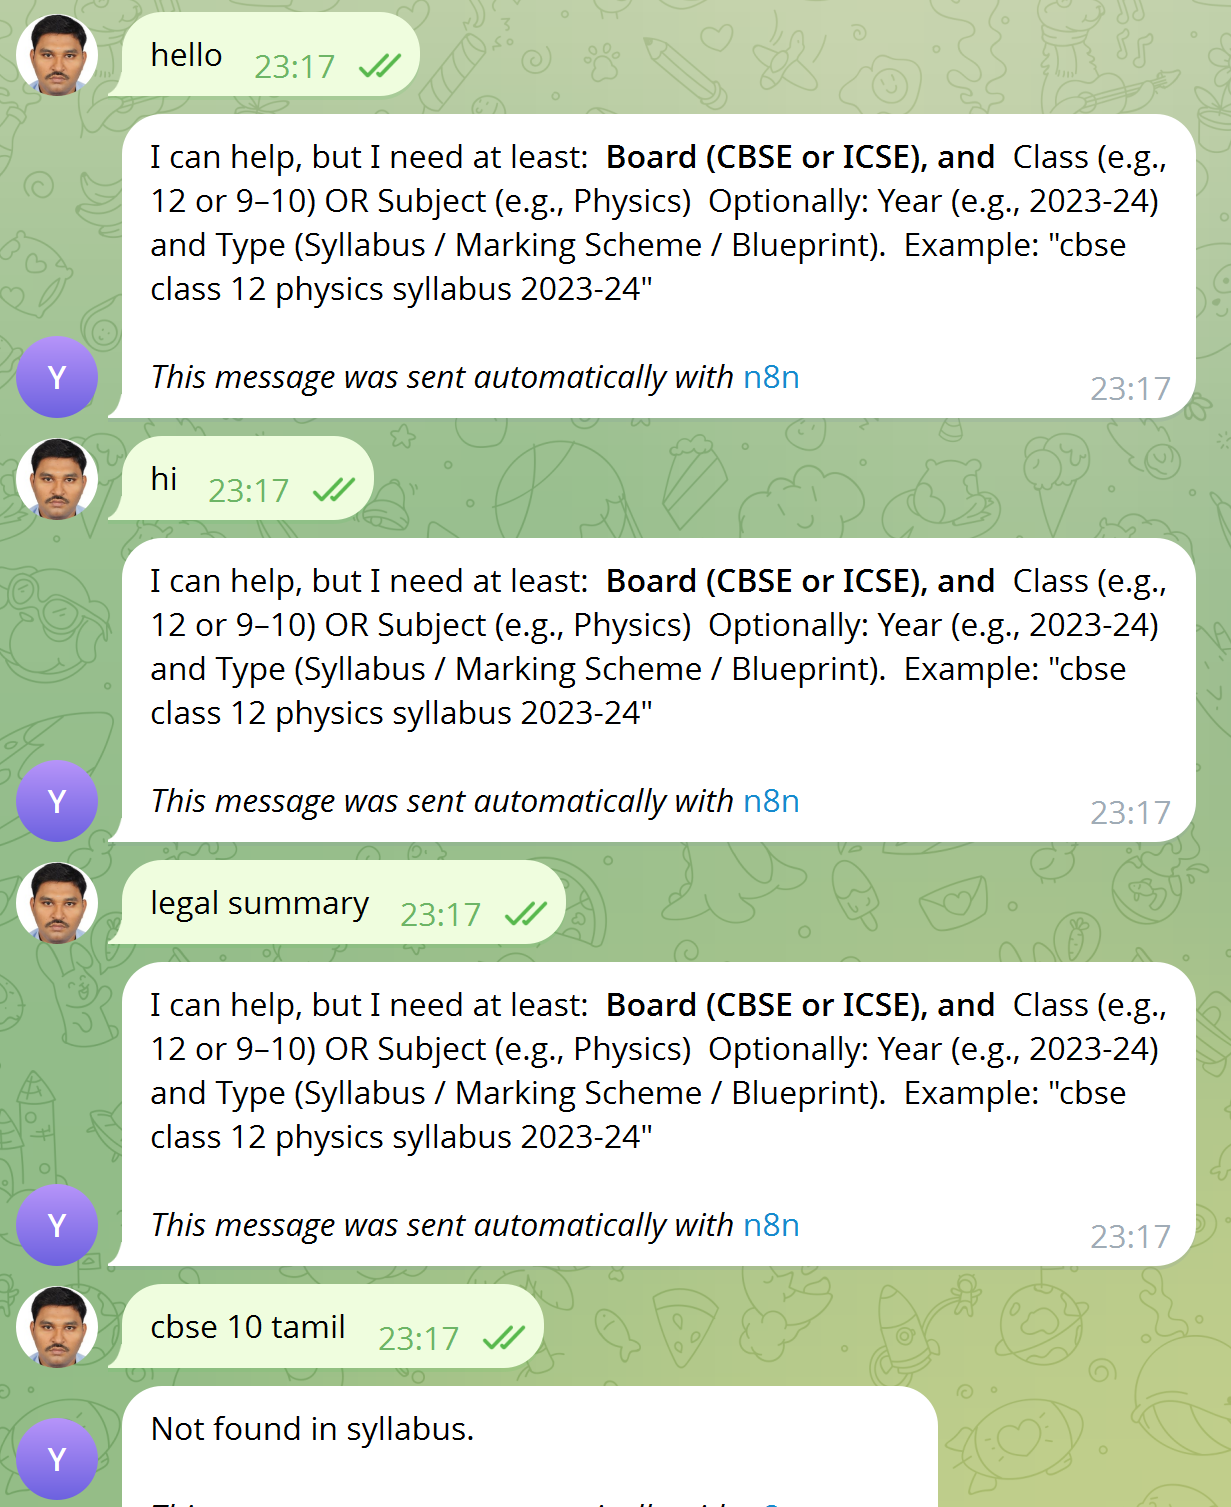 hello 23:17
I can help, but I need at least: Board (CBSE or ICSE), and Class (e.g.,
12 or 9–10) OR Subject (e.g., Physics) Optionally: Year (e.g., 2023-24)
and Type (Syllabus / Marking Scheme / Blueprint). Example: "cbse
class 12 physics syllabus 2023-24"
This message was sent automatically with n8n
23:17
Y
hi 23:17
I can help, but I need at least: Board (CBSE or ICSE), and Class (e.g.,
12 or 9–10) OR Subject (e.g., Physics) Optionally: Year (e.g., 2023-24)
and Type (Syllabus / Marking Scheme / Blueprint). Example: "cbse
class 12 physics syllabus 2023-24"
This message was sent automatically with n8n
23:17
Y
legal summary 23:17
I can help, but I need at least: Board (CBSE or ICSE), and Class (e.g.,
12 or 9–10) OR Subject (e.g., Physics) Optionally: Year (e.g., 2023-24)
and Type (Syllabus / Marking Scheme / Blueprint). Example: "cbse
class 12 physics syllabus 2023-24"
This message was sent automatically with n8n
23:17
Y
cbse 10 tamil 23:17
Not found in syllabus.
Y